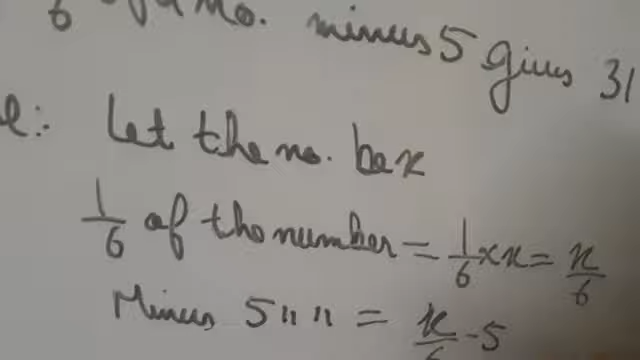 6 of a no. minus 5 gives 31
e:. Let the no. be x
1/6 of the number = 1/6 × x = x/6
Minus 5 " " = x/6 - 5